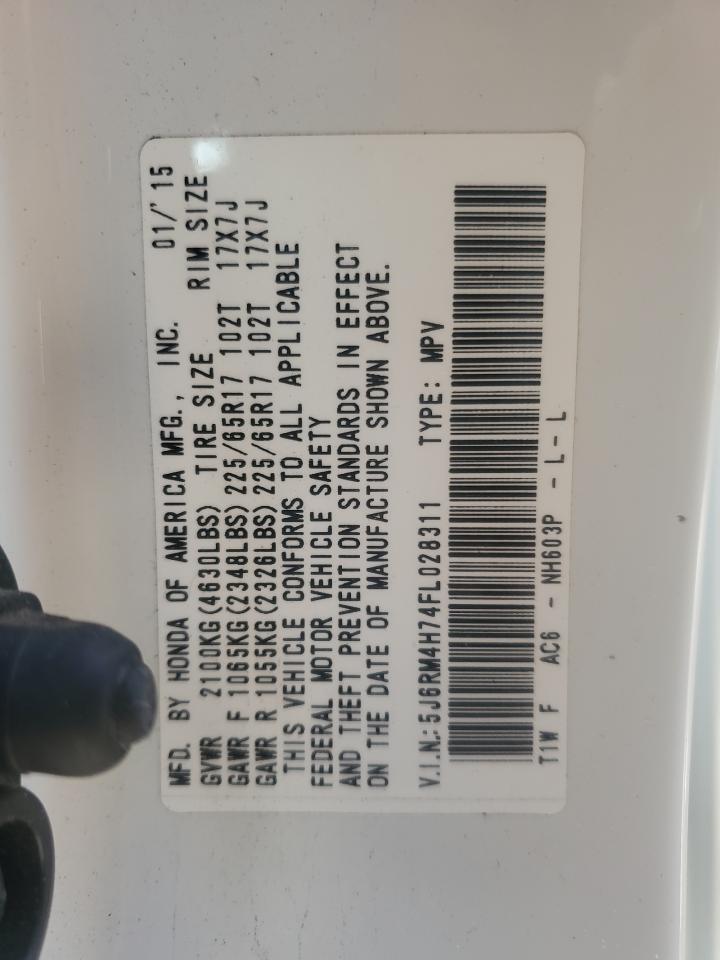 MFD. BY HONDA OF AMERICA MFG., INC. 01/'15
GVWR 2100KG(4630LBS) TIRE SIZE RIM SIZE
GAWR F 1065KG(2348LBS) 225/65R17 102T 17X7J
GAWR R 1055KG(2326LBS) 225/65R17 102T 17X7J
THIS VEHICLE CONFORMS TO ALL APPLICABLE
FEDERAL MOTOR VEHICLE SAFETY
AND THEFT PREVENTION STANDARDS IN EFFECT
ON THE DATE OF MANUFACTURE SHOWN ABOVE.
V.I.N.:5J6RM4H74FL028311 TYPE: MPV
T1W F AC6 - NH603P - L - L